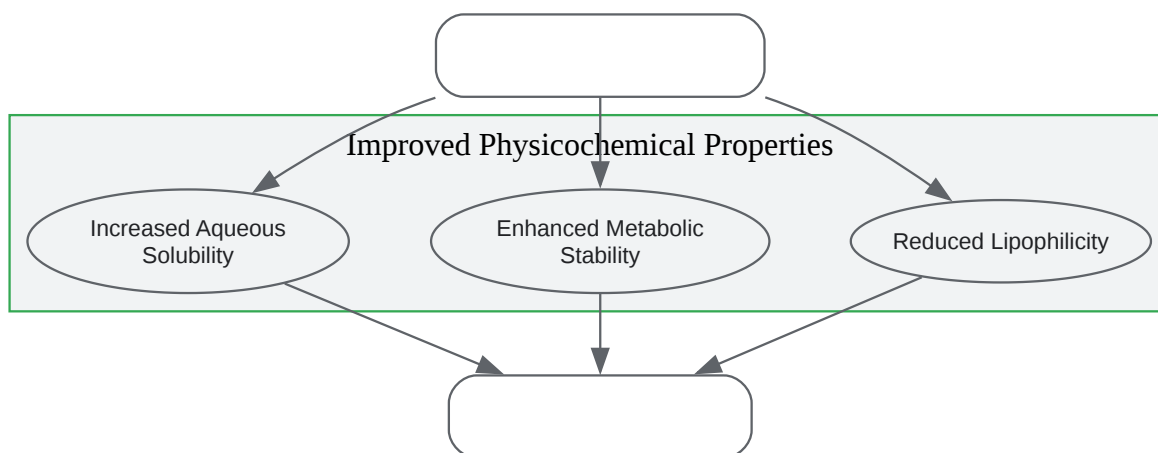 Improved Physicochemical Properties
Increased Aqueous
Solubility
Enhanced Metabolic
Stability
Reduced Lipophilicity